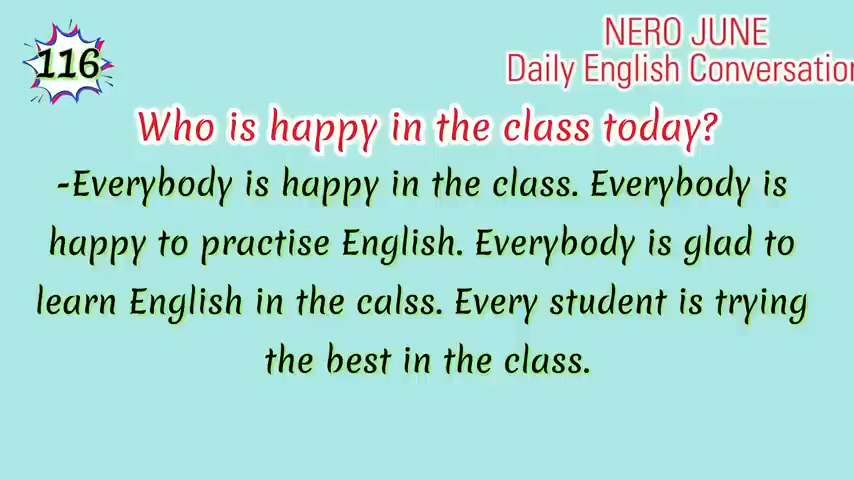 116
NERO JUNE
Daily English Conversation
Who is happy in the class today?
-Everybody is happy in the class. Everybody is
happy to practise English. Everybody is glad to
learn English in the calss. Every student is trying
the best in the class.